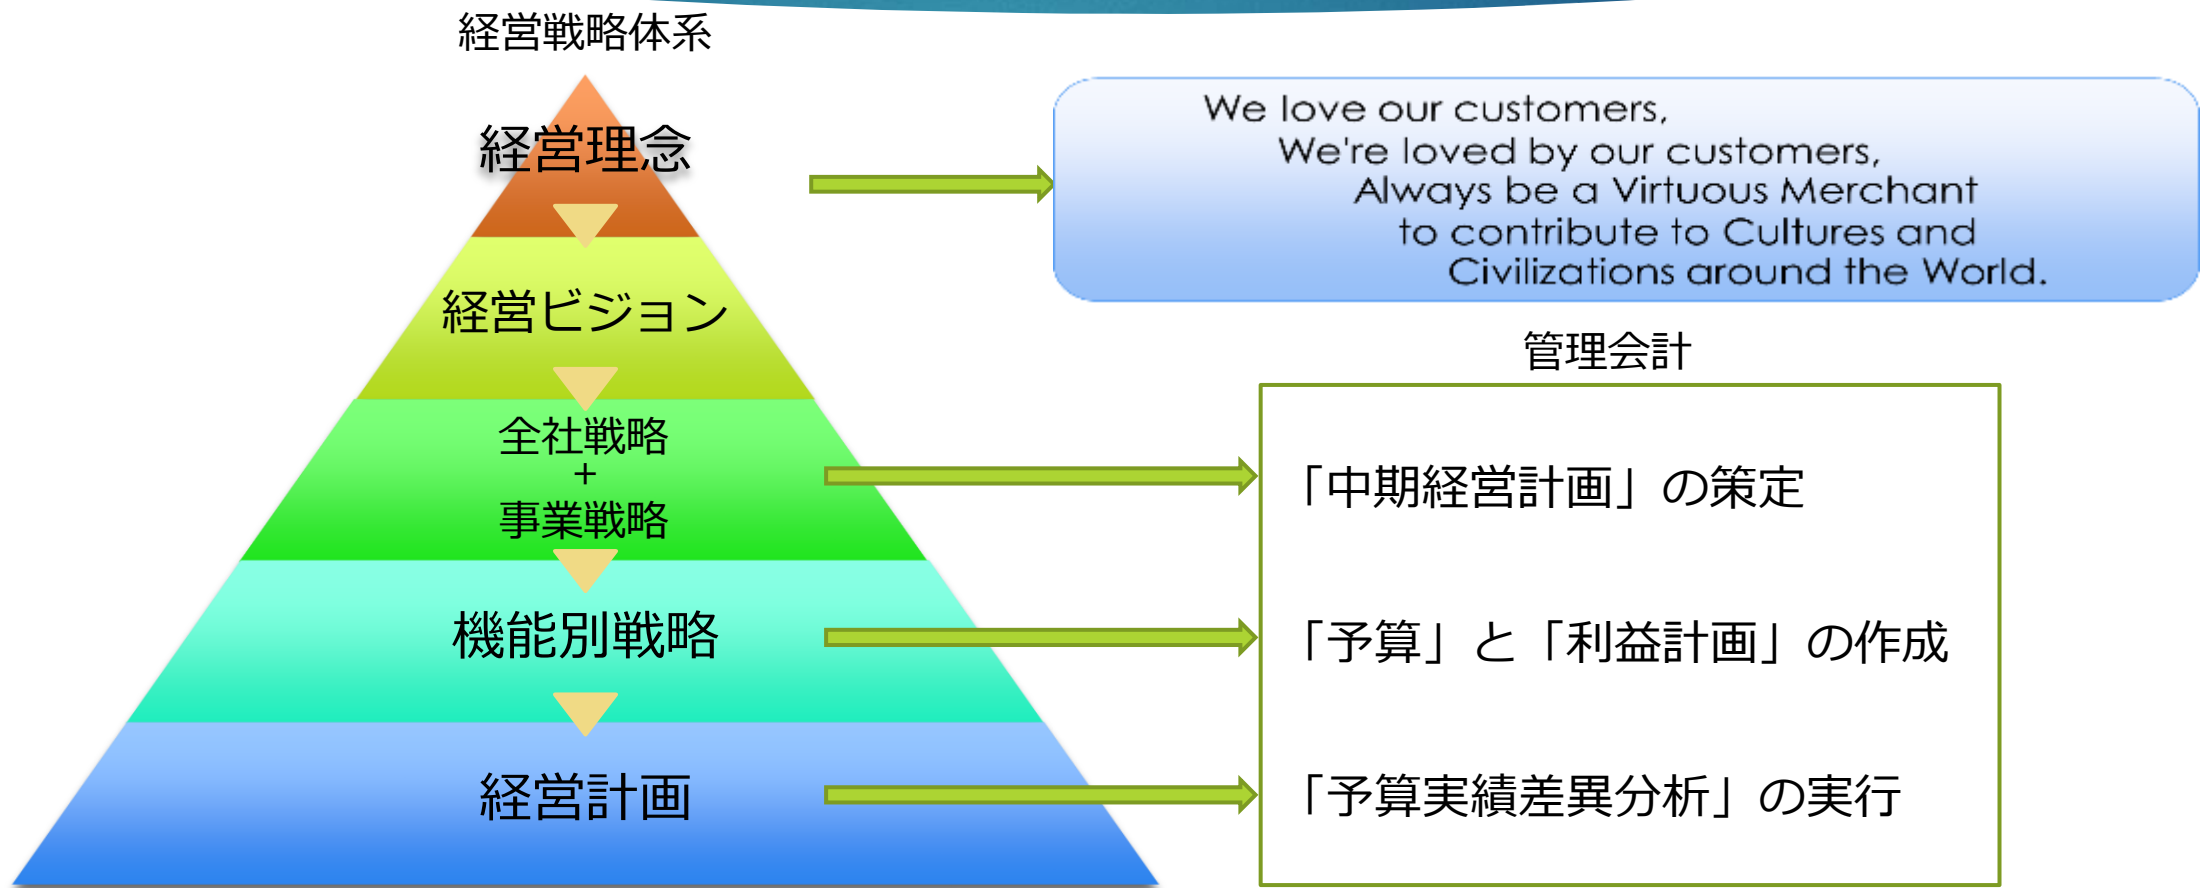 経営戦略体系
経営理念
経営ビジョン
全社戦略
+
事業戦略
機能別戦略
経営計画
We love our customers,
We're loved by our customers,
Always be a Virtuous Merchant
to contribute to Cultures and
Civilizations around the World.
管理会計
「中期経営計画」の策定
「予算」と「利益計画」の作成
「予算実績差異分析」の実行